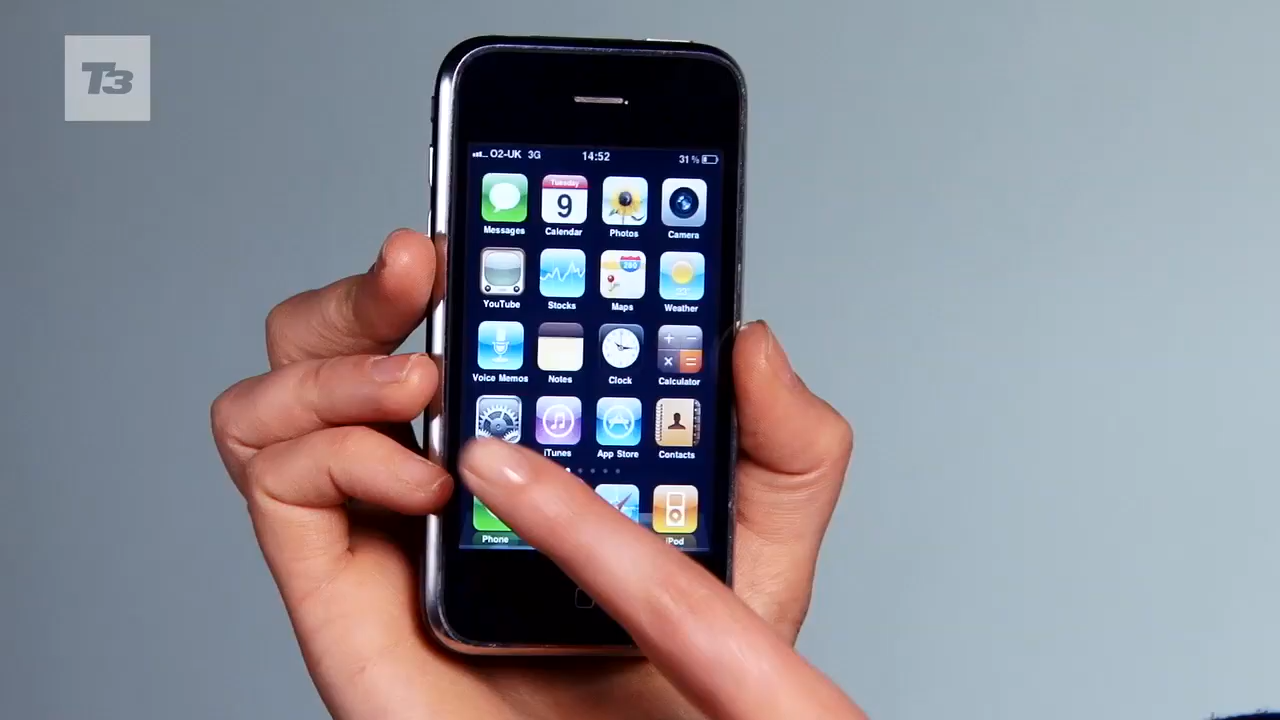 T3
O2-UK 3G 14:52 31%
Tuesday
9
Messages Calendar Photos Camera
280
YouTube Stocks Maps Weather
Voice Memos Notes Clock Calculator
iTunes App Store Contacts
Phone iPod